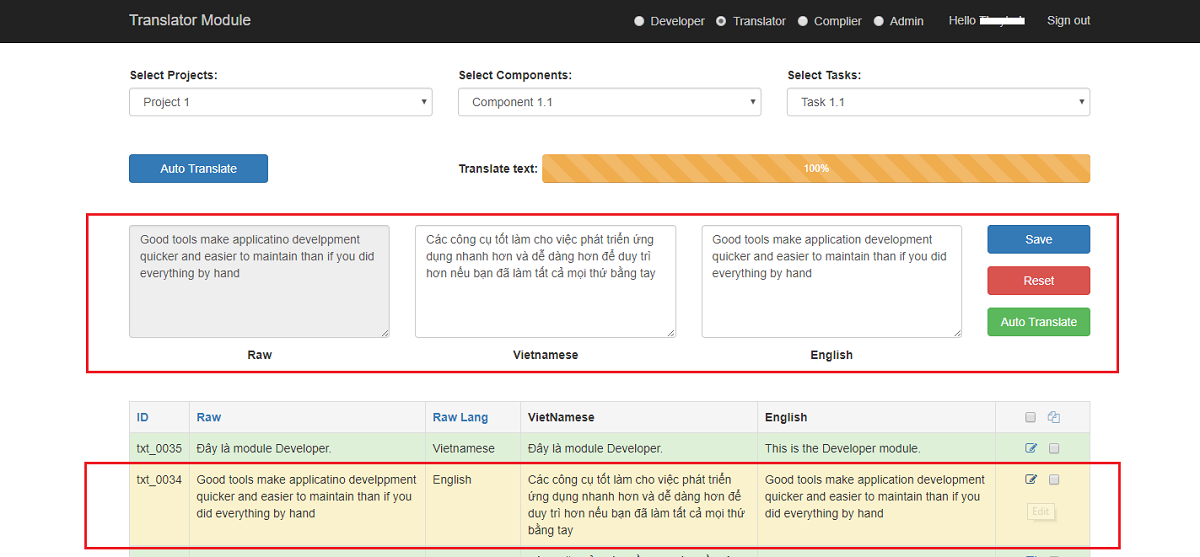 Translator Module
Developer Translator Complier Admin Hello Sign out
Select Projects: Select Components: Select Tasks:
Project 1 Component 1.1 Task 1.1
Auto Translate Translate text: 100%
Good tools make applicatino develppment
quicker and easier to maintain than if you did
everything by hand
Raw
Các công cụ tốt làm cho việc phát triển ứng
dụng nhanh hơn và dễ dàng hơn để duy trì
hơn nếu bạn đã làm tất cả mọi thứ bằng tay
Vietnamese
Good tools make application development
quicker and easier to maintain than if you did
everything by hand
English
Save
Reset
Auto Translate
ID Raw Raw Lang VietNamese English
txt_0035 Đây là module Developer. Vietnamese Đây là module Developer. This is the Developer module.
txt_0034
Good tools make applicatino develppment
quicker and easier to maintain than if you
did everything by hand
English
Các công cụ tốt làm cho việc phát triển
ứng dụng nhanh hơn và dễ dàng hơn để
duy trì hơn nếu bạn đã làm tất cả mọi thứ
bằng tay
Good tools make application development
quicker and easier to maintain than if you
did everything by hand
Edit